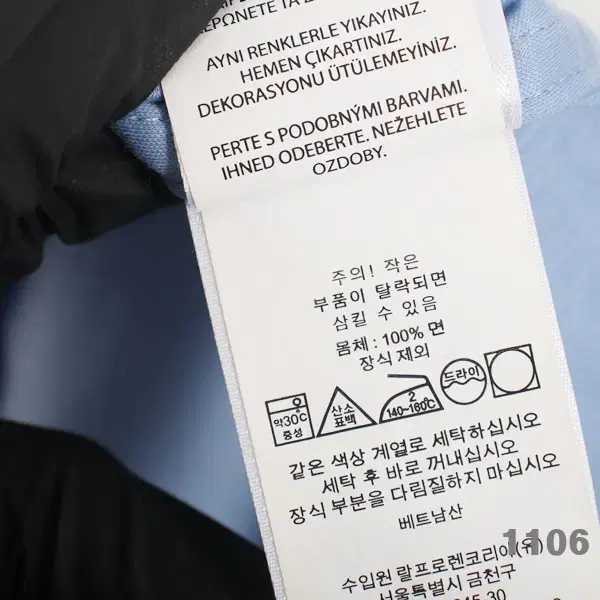 ΕΡΩΝΕΤΕ ΤΑ
AYNI RENKLERLE YIKAYINIZ.
HEMEN ÇIKARTINIZ.
DEKORASYONU ÜTÜLEMEYİNİZ.
PERTE S PODOBNÝMI BARVAMI.
IHNED ODEBERTE. NEŽEHLETE
OZDOBY.
주의! 작은
부품이 탈락되면
삼킬 수 있음
몸체 : 100% 면
장식 제외
약30℃
중성
산소
표백
2
140~160℃
드라이
같은 색상 계열로 세탁하십시오
세탁 후 바로 꺼내십시오
장식 부분을 다림질하지 마십시오
베트남산
수입원 랄프로렌코리아(유)
서울특별시 금천구
1106